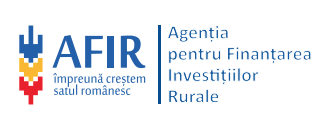 AFIR
împreună creștem
satul românesc
Agenția
pentru Finanțarea
Investițiilor
Rurale